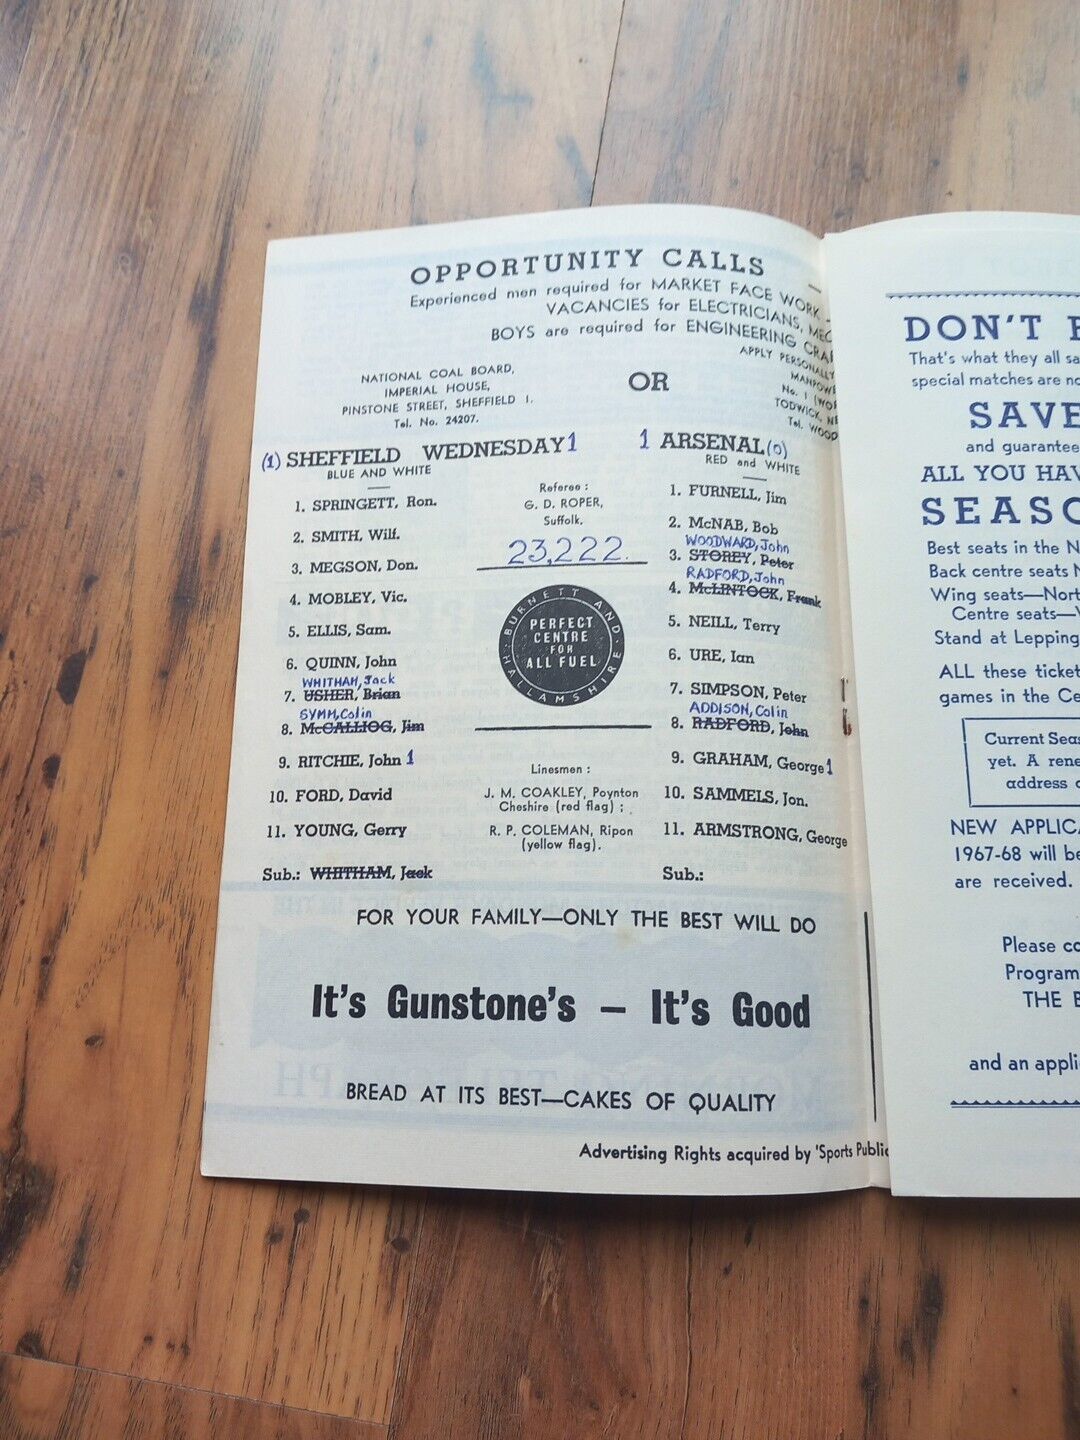 OPPORTUNITY CALLS
Experienced men required for MARKET FACE WORK -
VACANCIES for ELECTRICIANS, MEC
BOYS are required for ENGINEERING CRAF
NATIONAL COAL BOARD,
IMPERIAL HOUSE,
PINSTONE STREET, SHEFFIELD 1.
Tel. No. 24207.
OR
APPLY PERSONALLY
MANPOWE
No. 1 (WO
TODWICK, N
Tel. WOOD
(1) SHEFFIELD WEDNESDAY 1
BLUE AND WHITE
1. SPRINGETT, Ron.
2. SMITH, Wilf.
3. MEGSON, Don.
4. MOBLEY, Vic.
5. ELLIS, Sam.
6. QUINN, John
WHITHAM, Jack
7. USHER, Brian
SYMM, Colin
8. McCALLIOG, Jim
9. RITCHIE, John 1
10. FORD, David
11. YOUNG, Gerry
Sub.: WHITHAM, Jack
Referee :
G. D. ROPER,
Suffolk.
23,222.
BURNETT AND HALLAMSHIRE
PERFECT
CENTRE
FOR
ALL FUEL
Linesmen :
J. M. COAKLEY, Poynton
Cheshire (red flag) ;
R. P. COLEMAN, Ripon
(yellow flag).
1 ARSENAL (0)
RED and WHITE
1. FURNELL, Jim
2. McNAB, Bob
WOODWARD, John
3. STOREY, Peter
RADFORD, John
4. McLINTOCK, Frank
5. NEILL, Terry
6. URE, Ian
7. SIMPSON, Peter
ADDISON, Colin
8. RADFORD, John
9. GRAHAM, George 1
10. SAMMELS, Jon.
11. ARMSTRONG, George
Sub.:
FOR YOUR FAMILY—ONLY THE BEST WILL DO
It's Gunstone's – It's Good
BREAD AT ITS BEST—CAKES OF QUALITY
Advertising Rights acquired by 'Sports Public
DON'T
That's what they all sa
special matches are no
SAVE
and guarantee
ALL YOU HAV
SEASO
Best seats in the N
Back centre seats N
Wing seats—Nort
Centre seats—
Stand at Lepping
ALL these ticket
games in the Ce
Current Seas
yet. A rene
address
NEW APPLICA
1967-68 will be
are received.
Please co
Program
THE B
and an appli